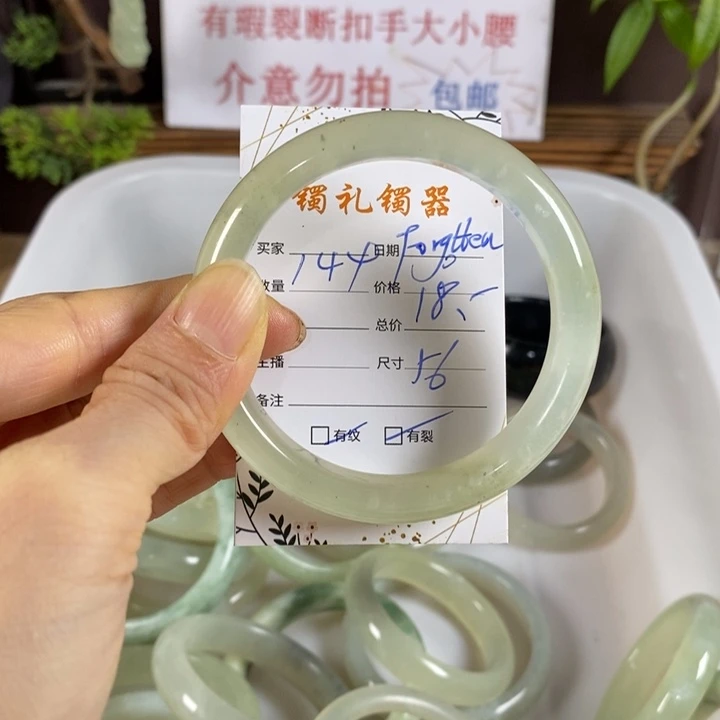 有瑕裂断扣手大小腰
介意勿拍 包邮
镯礼镯器
买家 144 日期
数量 价格 18.-
总价
主播 尺寸 56
备注
有纹 有裂